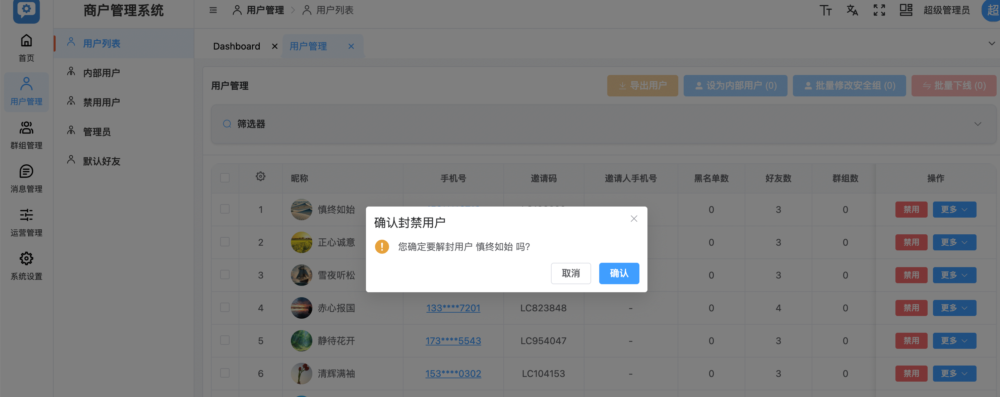 商户管理系统
用户管理 用户列表
超级管理员 超
首页
用户管理
群组管理
消息管理
运营管理
系统设置
用户列表
内部用户
禁用用户
管理员
默认好友
Dashboard 用户管理
用户管理
导出用户 设为内部用户 (0) 批量修改安全组 (0) 批量下线 (0)
筛选器
昵称 手机号 邀请码 邀请人手机号 黑名单数 好友数 群组数 操作
1 慎终如始 0 3 0 禁用 更多
2 正心诚意 0 3 0 禁用 更多
3 雪夜听松 0 3 0 禁用 更多
4 赤心报国 133****7201 LC823848 - 0 4 0 禁用 更多
5 静待花开 173****5543 LC954047 - 0 3 0 禁用 更多
6 清辉满袖 153****0302 LC104153 - 0 3 0 禁用 更多
确认封禁用户
您确定要解封用户 慎终如始 吗?
取消 确认